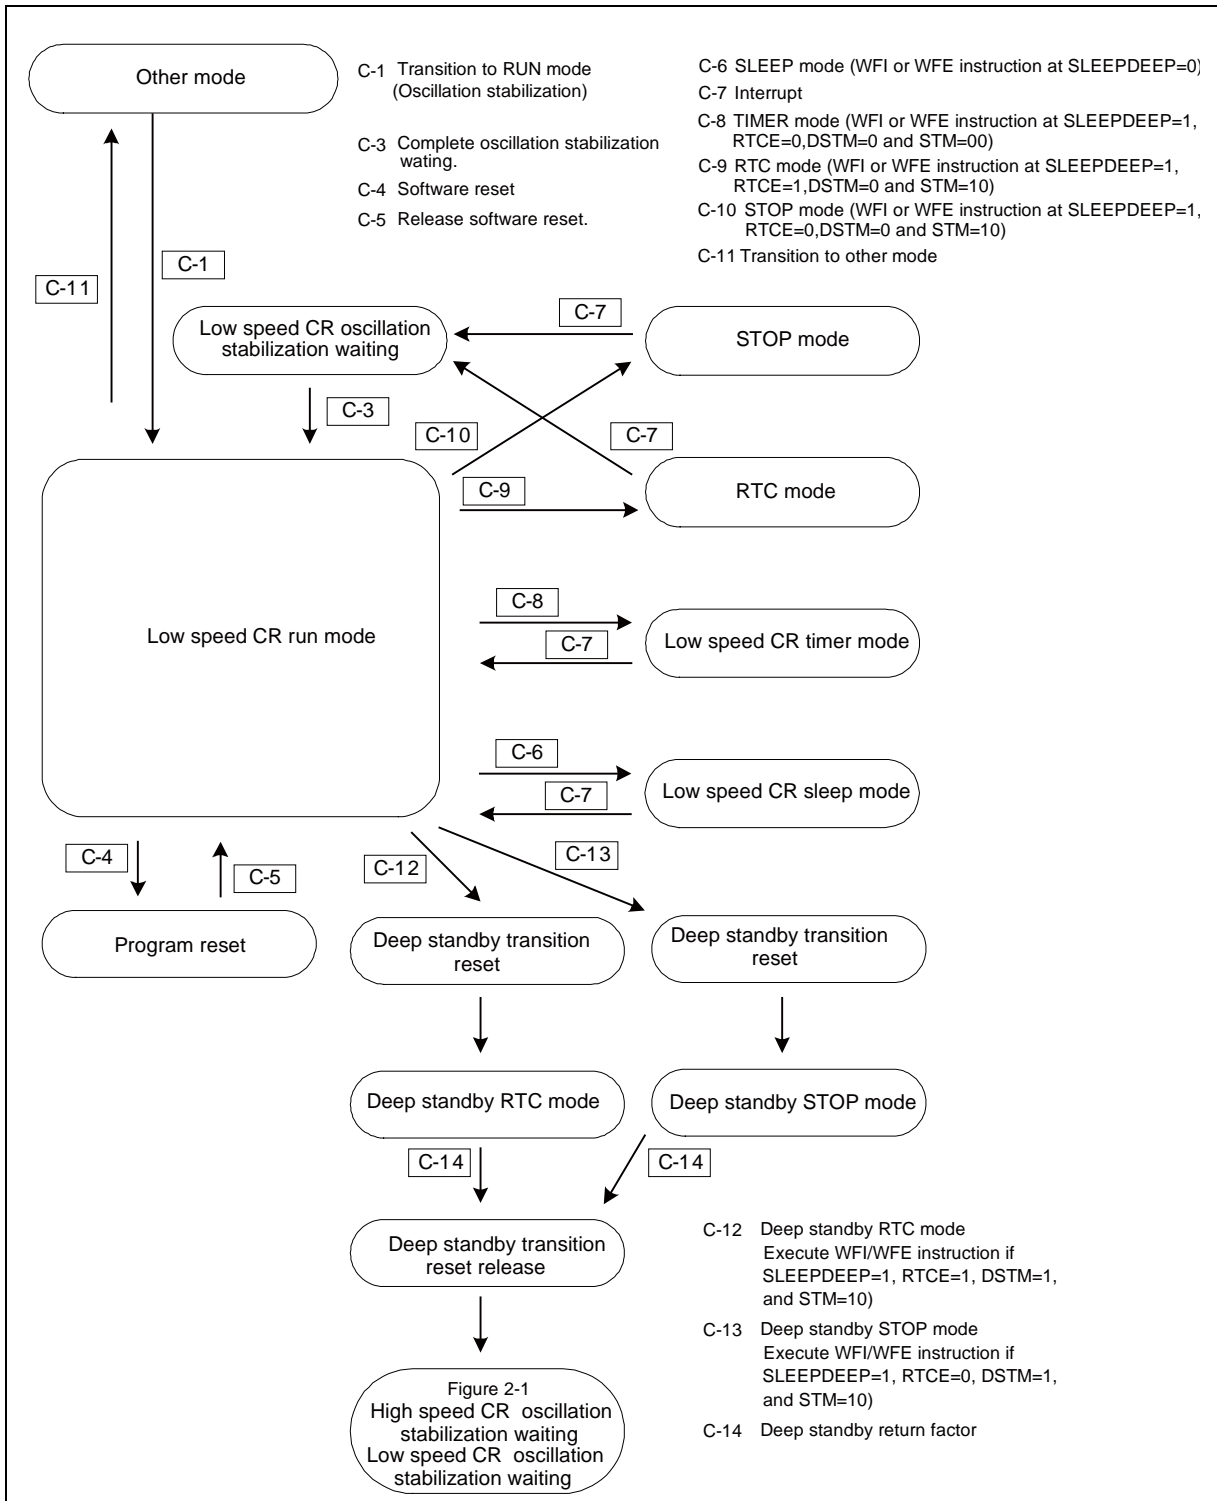 Other mode
C-1 Transition to RUN mode
(Oscillation stabilization)
C-3 Complete oscillation stabilization
wating.
C-4 Software reset
C-5 Release software reset.
C-6 SLEEP mode (WFI or WFE instruction at SLEEPDEEP=0)
C-7 Interrupt
C-8 TIMER mode (WFI or WFE instruction at SLEEPDEEP=1,
RTCE=0,DSTM=0 and STM=00)
C-9 RTC mode (WFI or WFE instruction at SLEEPDEEP=1,
RTCE=1,DSTM=0 and STM=10)
C-10 STOP mode (WFI or WFE instruction at SLEEPDEEP=1,
RTCE=0,DSTM=0 and STM=10)
C-11 Transition to other mode
C-1
C-11
Low speed CR oscillation
stabilization waiting
C-7
STOP mode
C-3
C-10
C-7
C-9
RTC mode
Low speed CR run mode
C-8
C-7
Low speed CR timer mode
C-6
C-7
Low speed CR sleep mode
C-4
C-5
C-12
C-13
Program reset
Deep standby transition
reset
Deep standby transition
reset
Deep standby RTC mode
Deep standby STOP mode
C-14
C-14
Deep standby transition
reset release
C-12 Deep standby RTC mode
Execute WFI/WFE instruction if
SLEEPDEEP=1, RTCE=1, DSTM=1,
and STM=10)
C-13 Deep standby STOP mode
Execute WFI/WFE instruction if
SLEEPDEEP=1, RTCE=0, DSTM=1,
and STM=10)
C-14 Deep standby return factor
Figure 2-1
High speed CR oscillation
stabilization waiting
Low speed CR oscillation
stabilization waiting